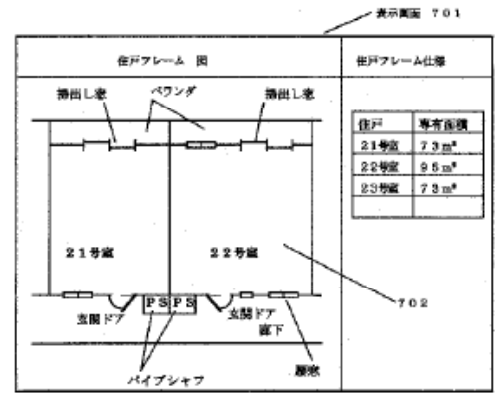 表示画面 701
住戸フレーム 図
住戸フレーム仕様
掃出し窓
ベランダ
掃出し窓
住戸 専有面積
21号室 73m²
22号室 95m²
23号室 73m²
21号室
22号室
702
PS PS
玄関ドア
玄関ドア
廊下
腰窓
パイプシャフ